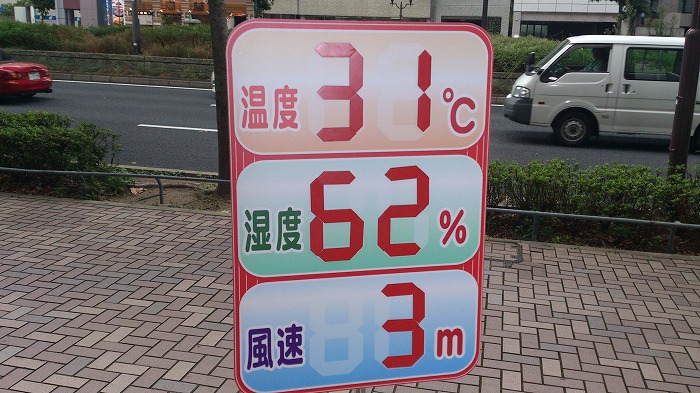 温度 31 ℃
湿度 62 %
風速 3 m